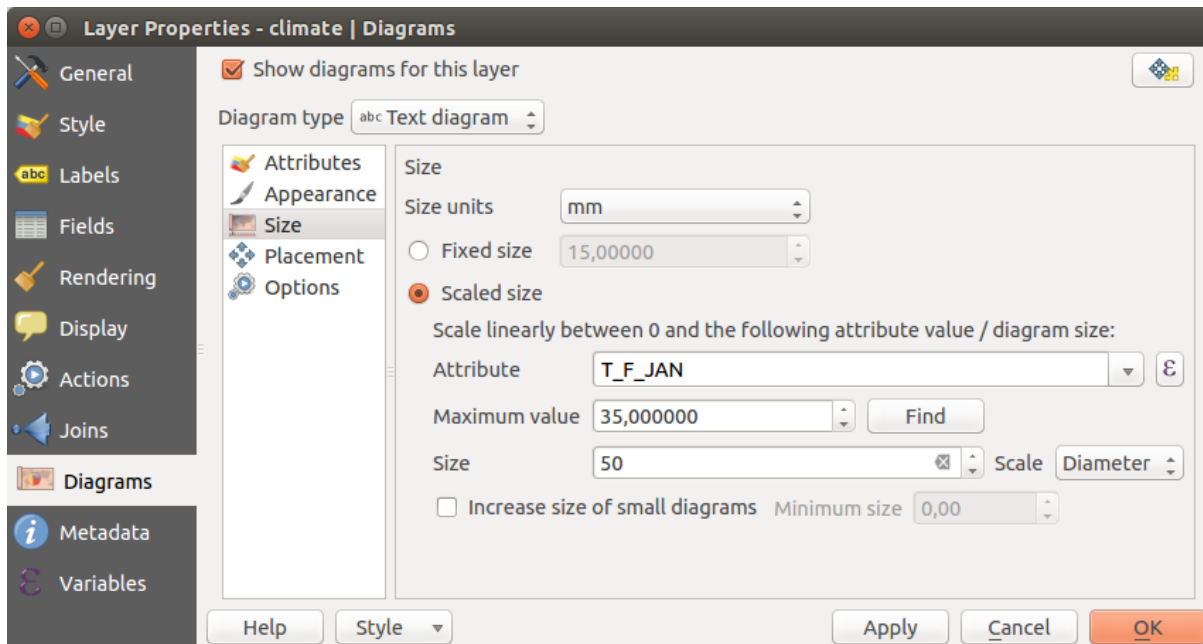 Layer Properties - climate | Diagrams
General
Style
abc Labels
Fields
Rendering
Display
Actions
Joins
Diagrams
Metadata
Variables
Show diagrams for this layer
Diagram type abc Text diagram
Attributes
Appearance
Size
Placement
Options
Size
Size units mm
Fixed size 15,00000
Scaled size
Scale linearly between 0 and the following attribute value / diagram size:
Attribute T_F_JAN ε
Maximum value 35,000000 Find
Size 50 Scale Diameter
Increase size of small diagrams Minimum size 0,00
Help Style Apply Cancel OK